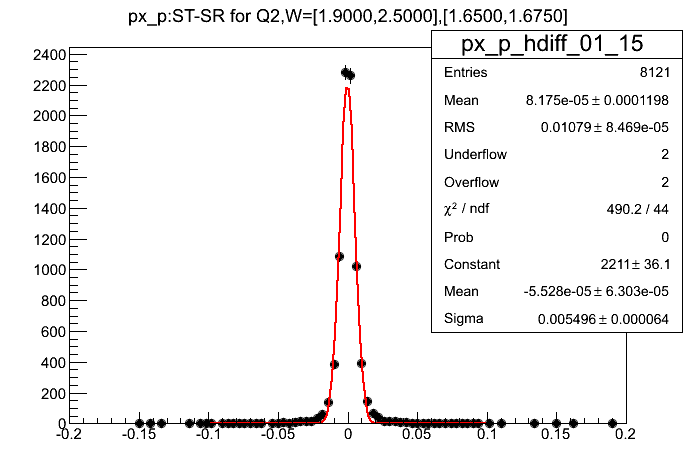 px_p:ST-SR for Q2,W=[1.9000,2.5000],[1.6500,1.6750]
px_p_hdiff_01_15
Entries 8121
Mean 8.175e-05 ± 0.0001198
RMS 0.01079 ± 8.469e-05
Underflow 2
Overflow 2
χ² / ndf 490.2 / 44
Prob 0
Constant 2211 ± 36.1
Mean -5.528e-05 ± 6.303e-05
Sigma 0.005496 ± 0.000064
2400
2200
2000
1800
1600
1400
1200
1000
800
600
400
200
0
-0.2 -0.15 -0.1 -0.05 0 0.05 0.1 0.15 0.2